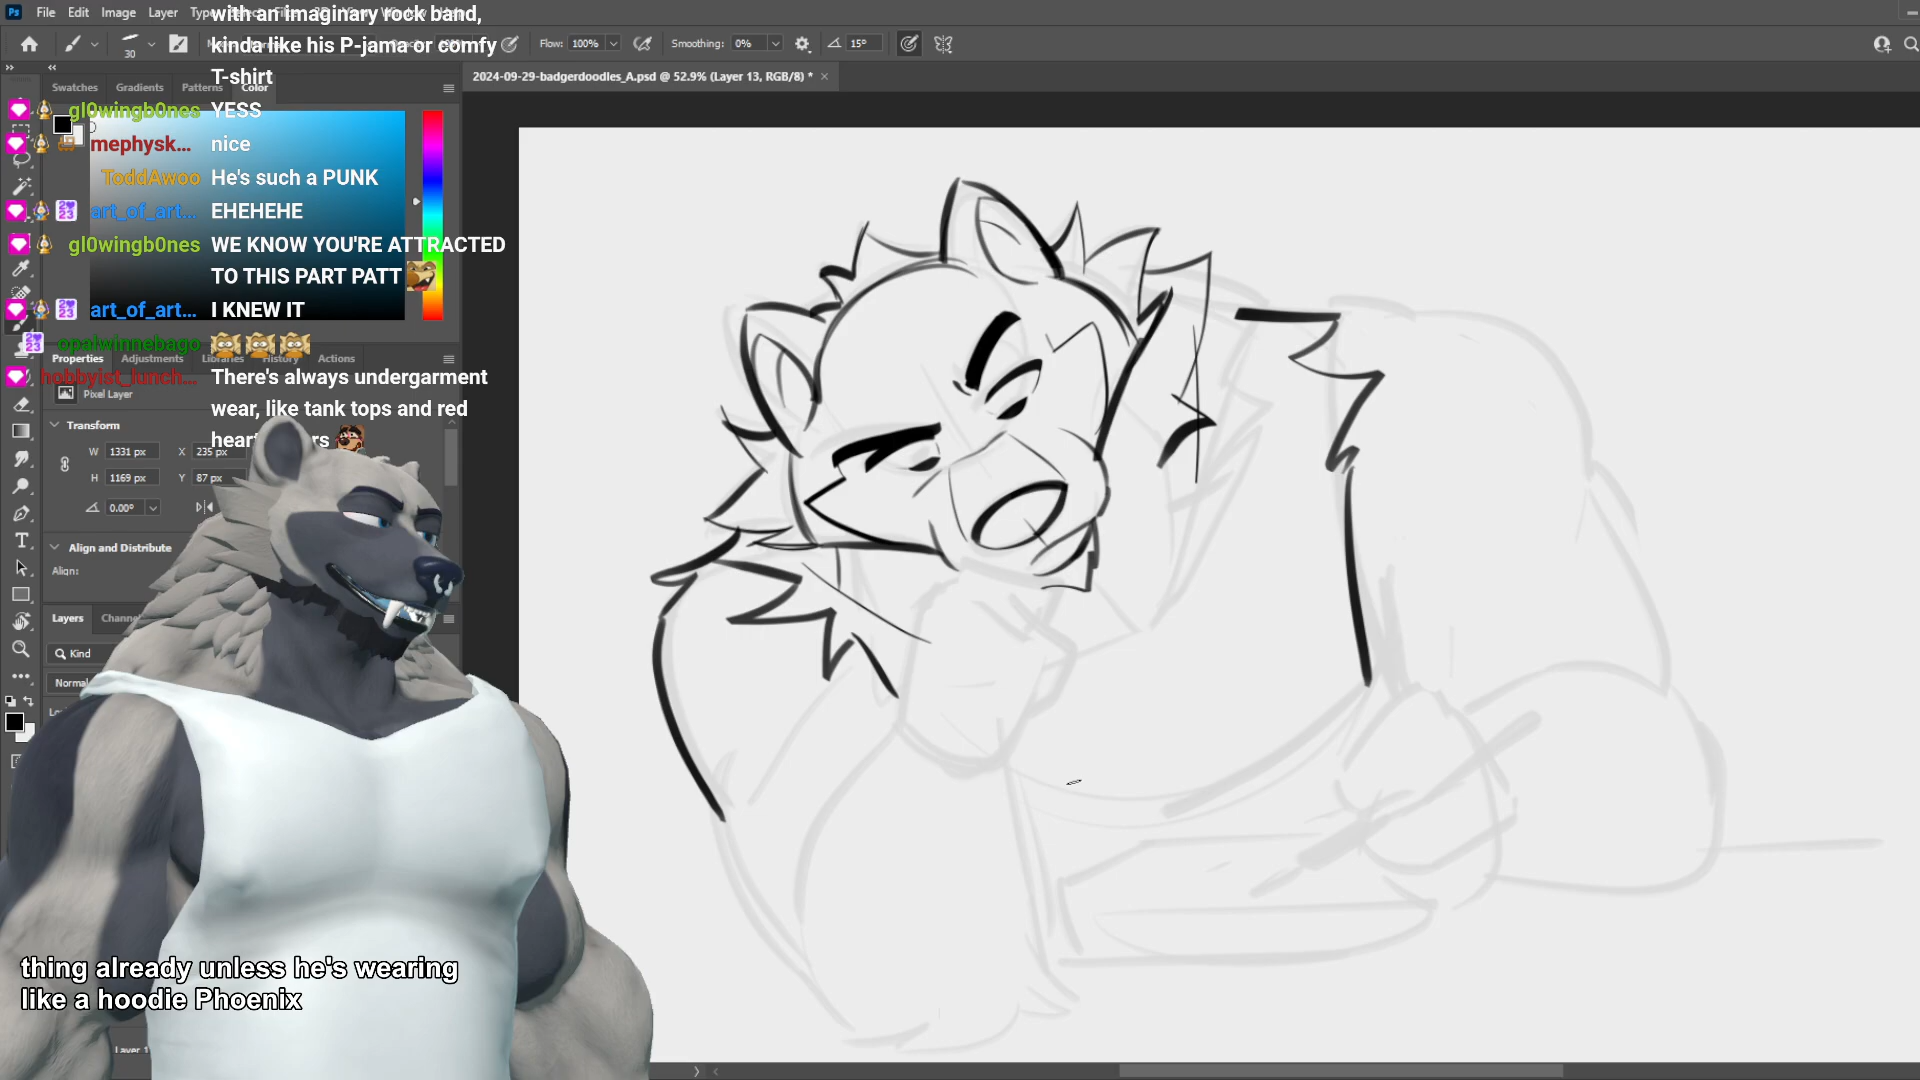 Ps File Edit Image Layer
with an imaginary rock band,
kinda like his P-jama or comfy
T-shirt
30
Flow: 100%
Smoothing: 0%
15°
2024-09-29-badgerdoodles_A.psd @ 52.9% (Layer 13, RGB/8) *
Swatches Gradients Patterns Color
gl0wingb0nes YESS
mephysk... nice
ToddAwoo He's such a PUNK
art_of_art... EHEHEHE
gl0wingb0nes WE KNOW YOU'RE ATTRACTED
TO THIS PART PATT
art_of_art... I KNEW IT
opalwinnebago
Properties Adjustments Libraries History Actions
hobbyist_lunch... There's always undergarment
wear, like tank tops and red
Pixel Layer
Transform
W 1331 px X 235 px
H 1169 px Y 87 px
0.00°
Align and Distribute
Align:
Layers Channe
Kind
Normal
thing already unless he's wearing
like a hoodie Phoenix